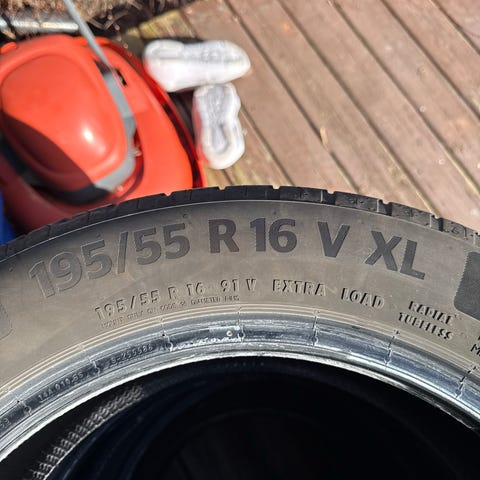 195/55 R 16 V XL
195/55 R 16 91 V EXTRA LOAD RADIAL
TUBELESS